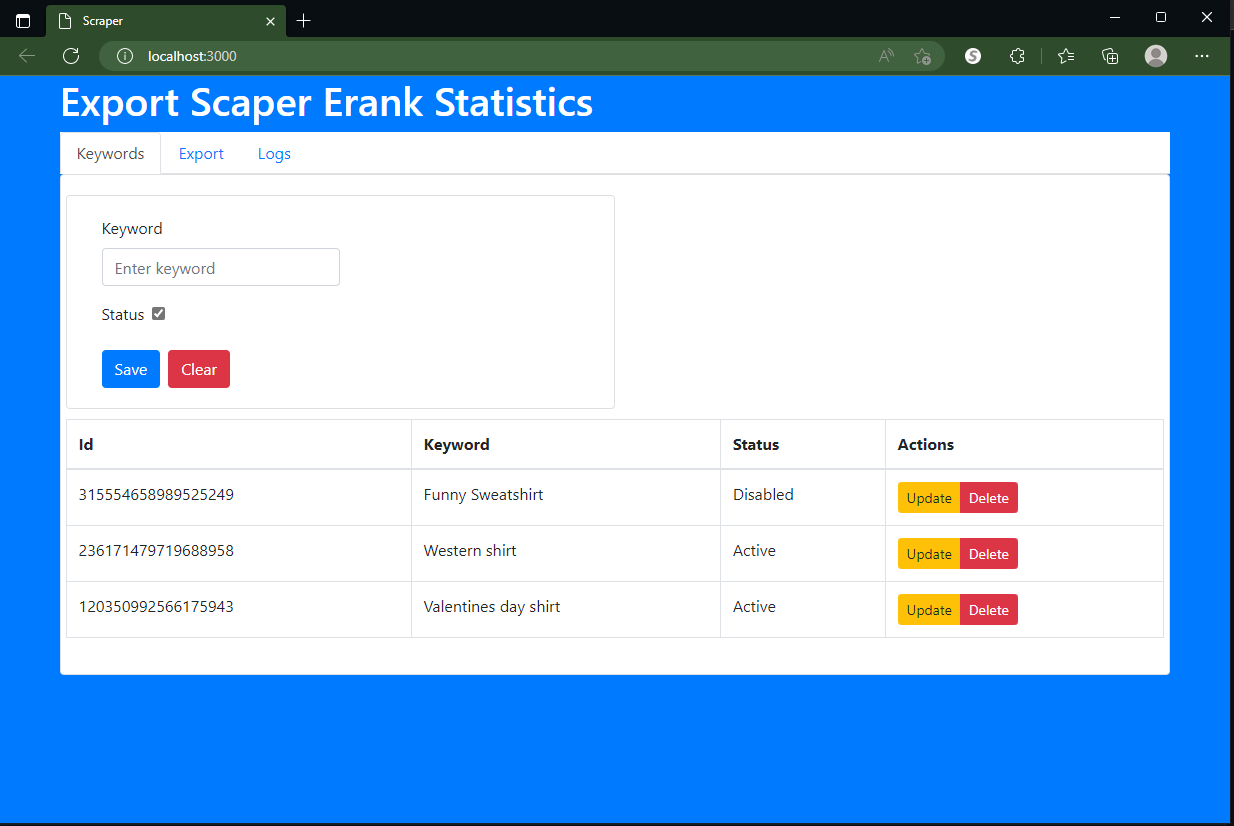 Scraper
localhost:3000
Export Scaper Erank Statistics
Keywords Export Logs
Keyword
Enter keyword
Status
Save Clear
Id Keyword Status Actions
315554658989525249 Funny Sweatshirt Disabled Update Delete
236171479719688958 Western shirt Active Update Delete
120350992566175943 Valentines day shirt Active Update Delete